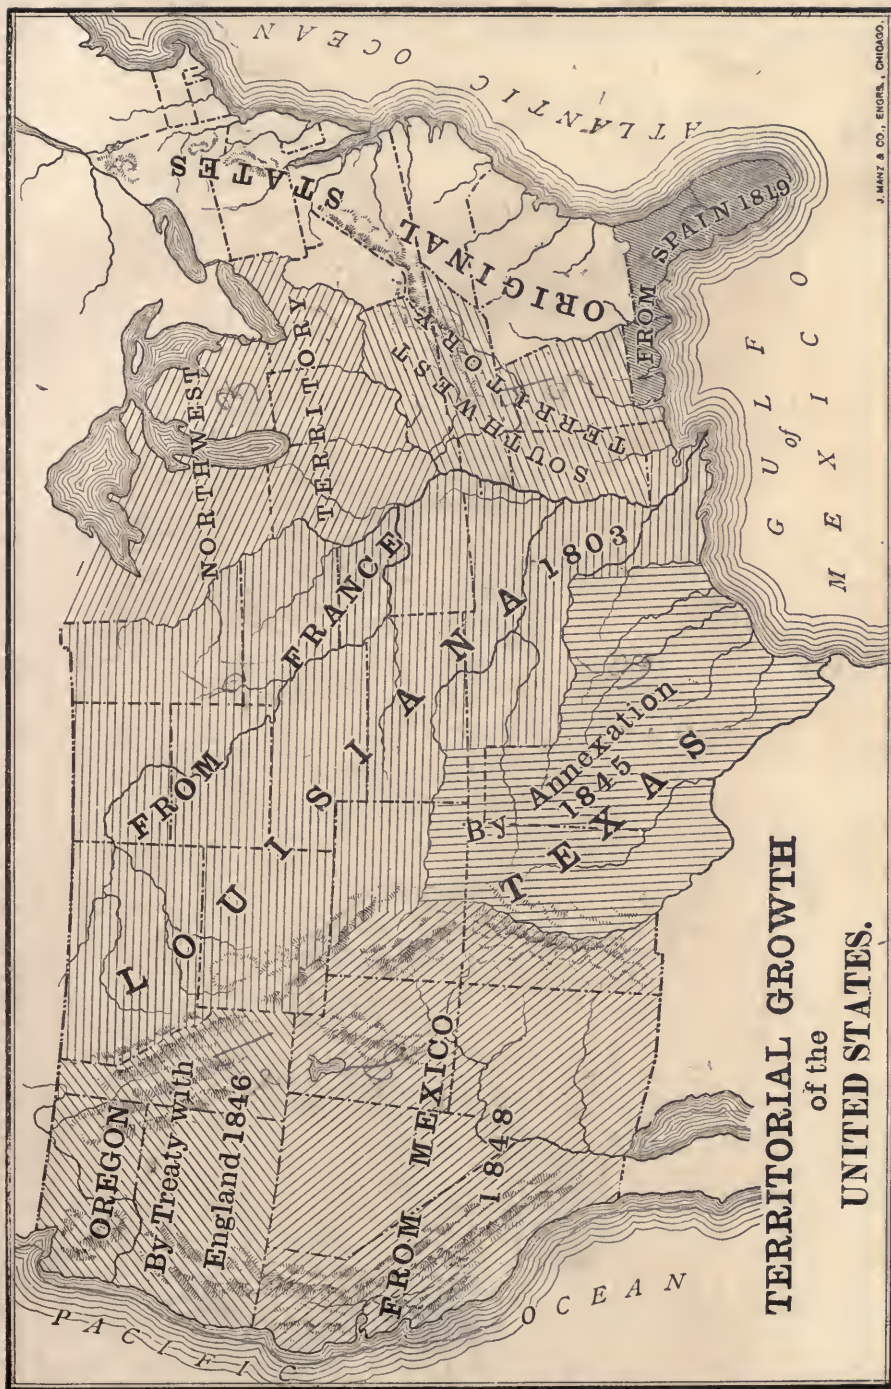 TERRITORIAL GROWTH
of the
UNITED STATES.
OREGON
By Treaty with
England 1846
FROM MEXICO
1848
LOUISIANA 1803
FROM FRANCE
TEXAS
By Annexation
1845
NORTHWEST
TERRITORY
SOUTHWEST
TERRITORY
ORIGINAL STATES
FROM SPAIN 1819
PACIFIC OCEAN
ATLANTIC OCEAN
GULF
of
MEXICO
J. MANZ & CO., ENGRS., CHICAGO.